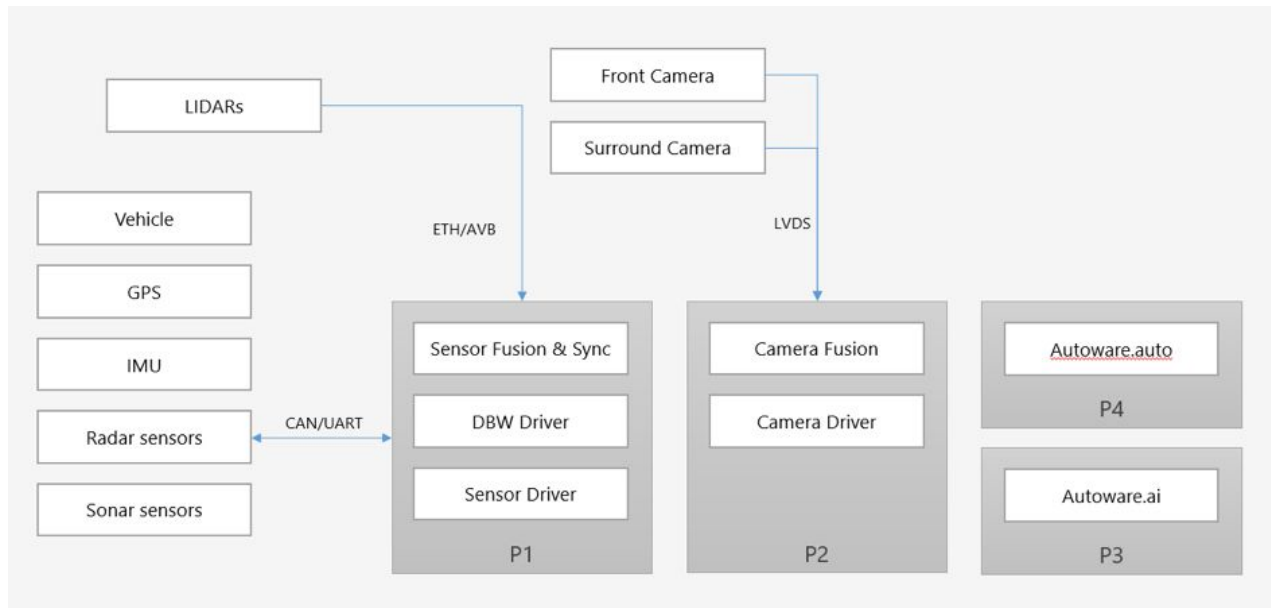 Front Camera
LIDARs
Surround Camera
Vehicle
ETH/AVB
LVDS
GPS
IMU
Radar sensors
Sonar sensors
CAN/UART
Sensor Fusion & Sync
DBW Driver
Sensor Driver
P1
Camera Fusion
Camera Driver
P2
Autoware.auto
P4
Autoware.ai
P3